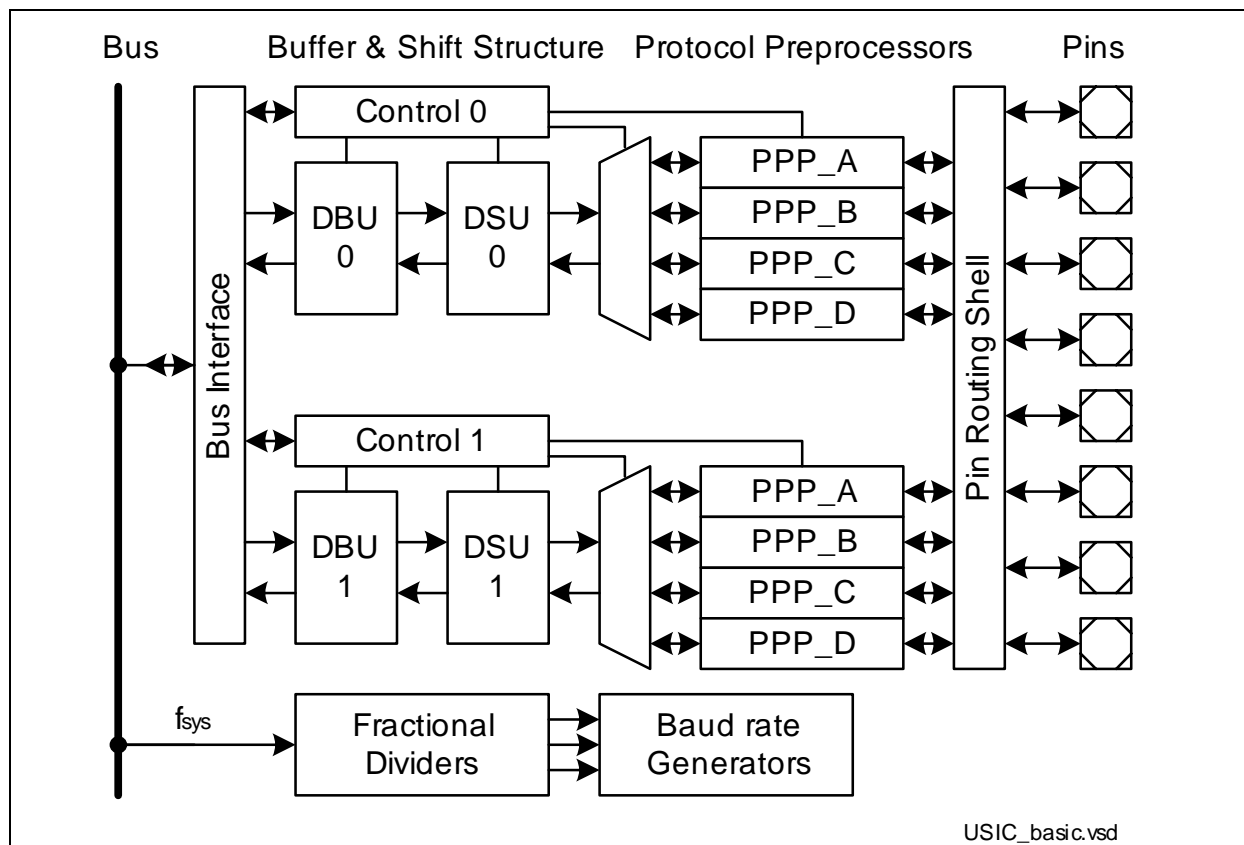 Bus
Buffer & Shift Structure
Protocol Preprocessors
Pins
Bus Interface
Control 0
DBU
0
DSU
0
PPP_A
PPP_B
PPP_C
PPP_D
Pin Routing Shell
Control 1
DBU
1
DSU
1
PPP_A
PPP_B
PPP_C
PPP_D
fsys
Fractional
Dividers
Baud rate
Generators
USIC_basic.vsd